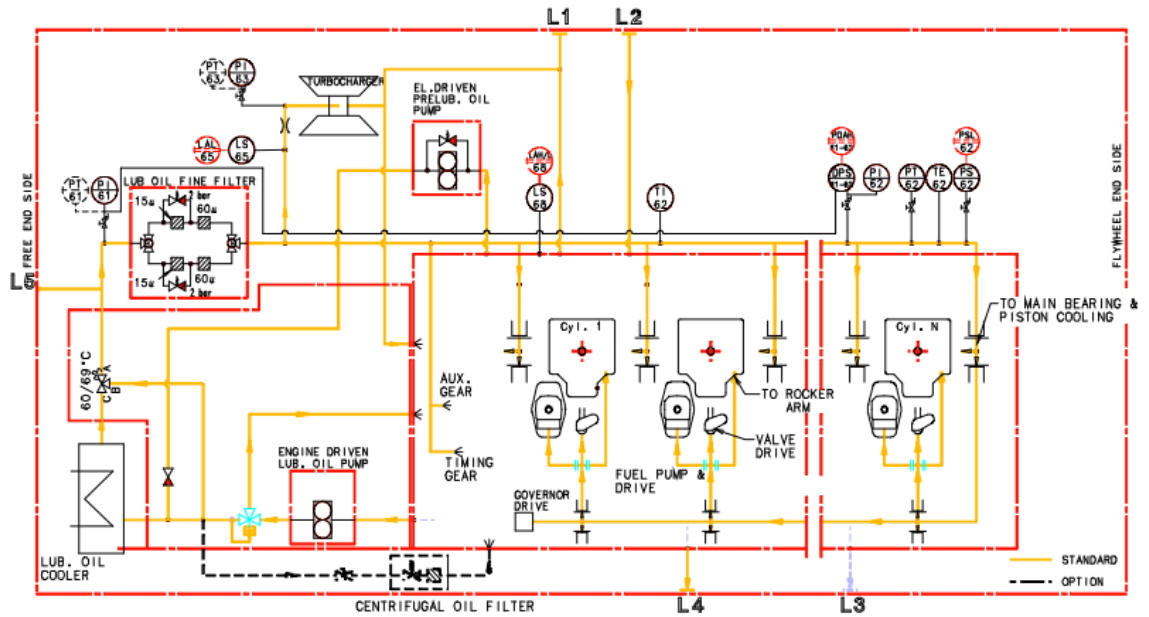 L1
L2
PT
63
PI
63
TURBOCHARGER
EL.DRIVEN
PRELUB. OIL
PUMP
LAL
65
LS
65
LAH/L
68
LS
68
TI
62
PDAH
DPS
PI
62
PT
62
TE
62
PSL
62
PS
62
PT
61
PI
61
LUB OIL FINE FILTER
2 bar
15u
60u
15u
60u
2 bar
FREE END SIDE
FLYWHEEL END SIDE
L5
Cyl. 1
Cyl. N
TO MAIN BEARING &
PISTON COOLING
60/69°C
A
B
C
AUX.
GEAR
TO ROCKER
ARM
VALVE
DRIVE
TIMING
GEAR
ENGINE DRIVEN
LUB. OIL PUMP
FUEL PUMP &
DRIVE
GOVERNOR
DRIVE
LUB. OIL
COOLER
STANDARD
OPTION
CENTRIFUGAL OIL FILTER
L4
L3